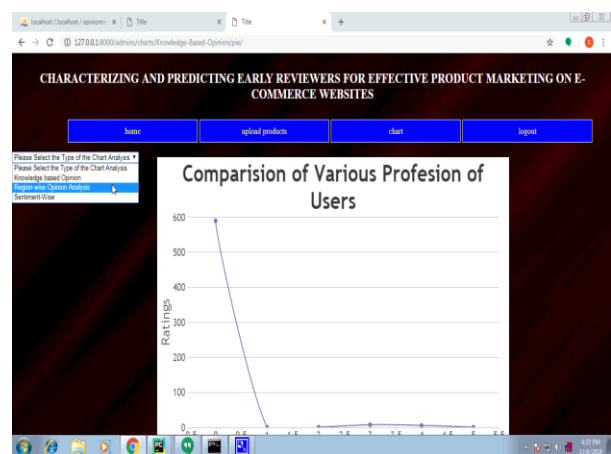 localhost / localhost / opinionm
Title
Title
127.0.0.1:8000/admins/charts/Knowledge-Based-Opinion/pie/
CHARACTERIZING AND PREDICTING EARLY REVIEWERS FOR EFFECTIVE PRODUCT MARKETING ON E-
COMMERCE WEBSITES
home
upload products
chart
logout
Please Select the Type of the Chart Analysis
Please Select the Type of the Chart Analysis
Knowledge based Opinion
Region-wise Opinion Analysis
Sentiment-Wise
Comparision of Various Profesion of
Users
Ratings
600
500
400
300
200
100
0
-0.5 0 0.5 1 1.5 2 2.5 3 3.5 4 4.5 5 5.5
4:37 PM